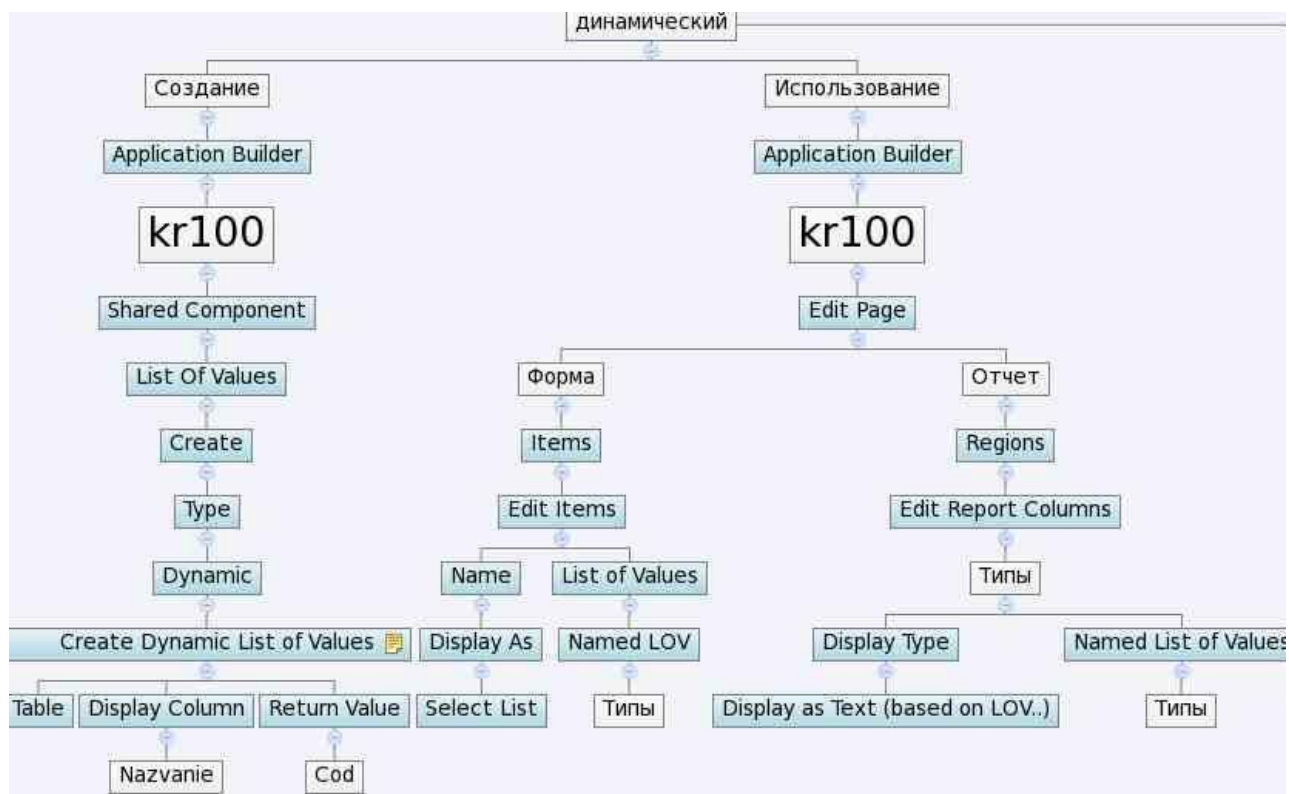 динамический
Создание
Использование
Application Builder
Application Builder
kr100
kr100
Shared Component
Edit Page
List Of Values
Форма
Отчет
Create
Items
Regions
Type
Edit Items
Edit Report Columns
Dynamic
Name
List of Values
Типы
Create Dynamic List of Values
Display As
Named LOV
Display Type
Named List of Values
Table
Display Column
Return Value
Select List
Типы
Display as Text (based on LOV..)
Типы
Nazvanie
Cod